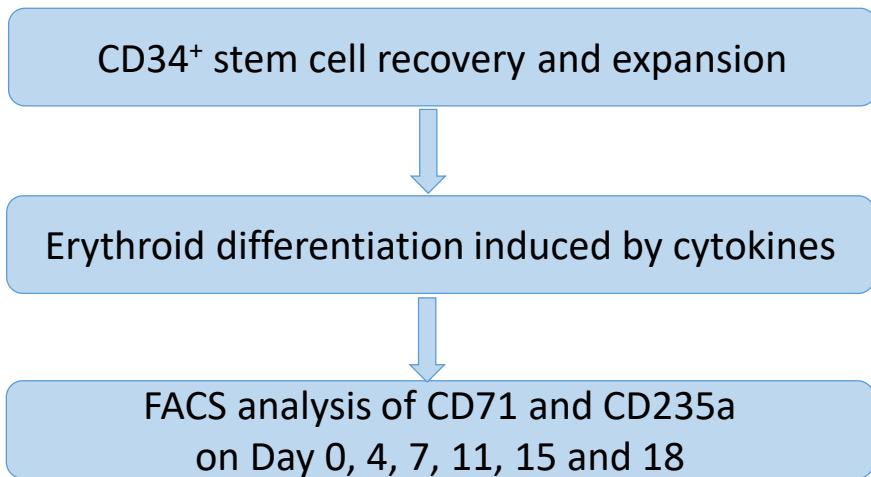 CD34⁺ stem cell recovery and expansion
Erythroid differentiation induced by cytokines
FACS analysis of CD71 and CD235a
on Day 0, 4, 7, 11, 15 and 18